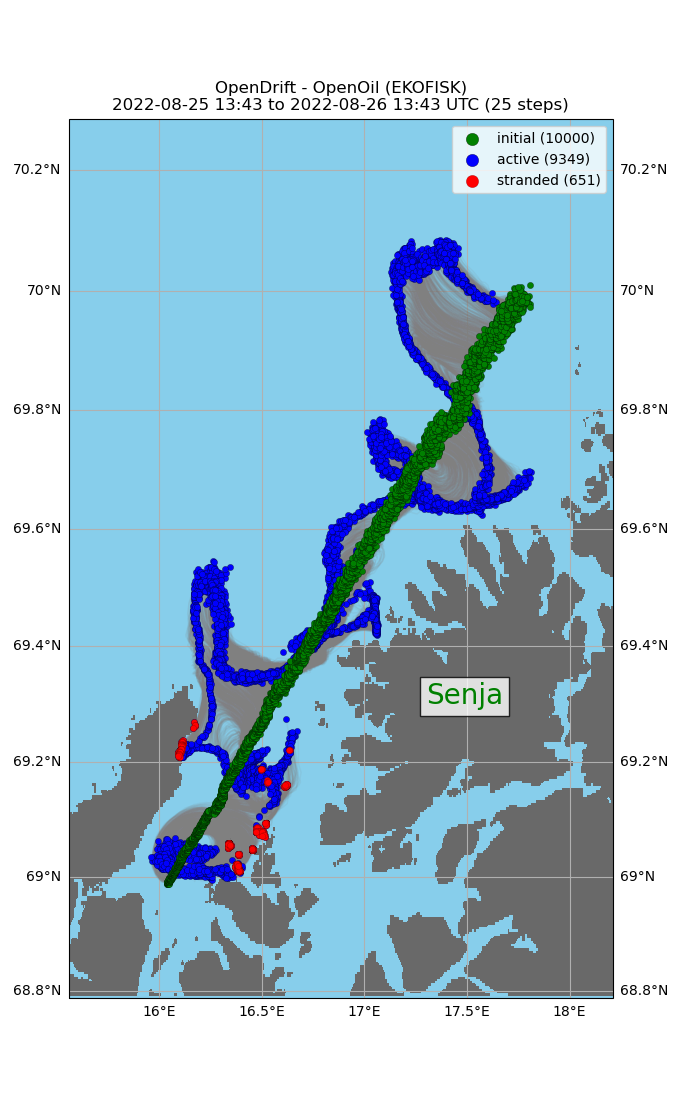 OpenDrift - OpenOil (EKOFISK)
2022-08-25 13:43 to 2022-08-26 13:43 UTC (25 steps)
initial (10000)
active (9349)
stranded (651)
70.2°N 70.2°N
70°N 70°N
69.8°N 69.8°N
69.6°N 69.6°N
69.4°N 69.4°N
Senja
69.2°N 69.2°N
69°N 69°N
68.8°N 68.8°N
16°E 16.5°E 17°E 17.5°E 18°E